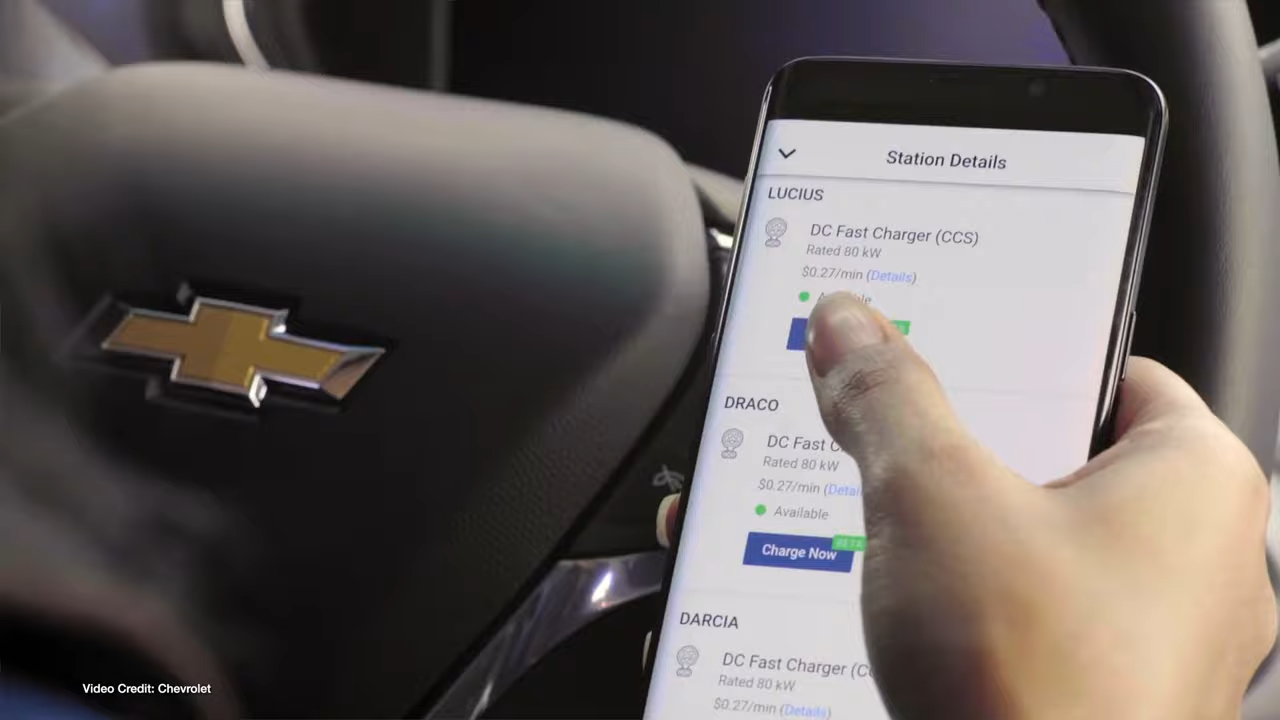 Station Details
LUCIUS
DC Fast Charger (CCS)
Rated 80 kW
$0.27/min (Details)
DRACO
DC Fast
Rated 80 kW
$0.27/min
Available
Charge Now
BETA
DARCIA
DC Fast Charger
Rated 80 kW
$0.27/min (Details)
Video Credit: Chevrolet